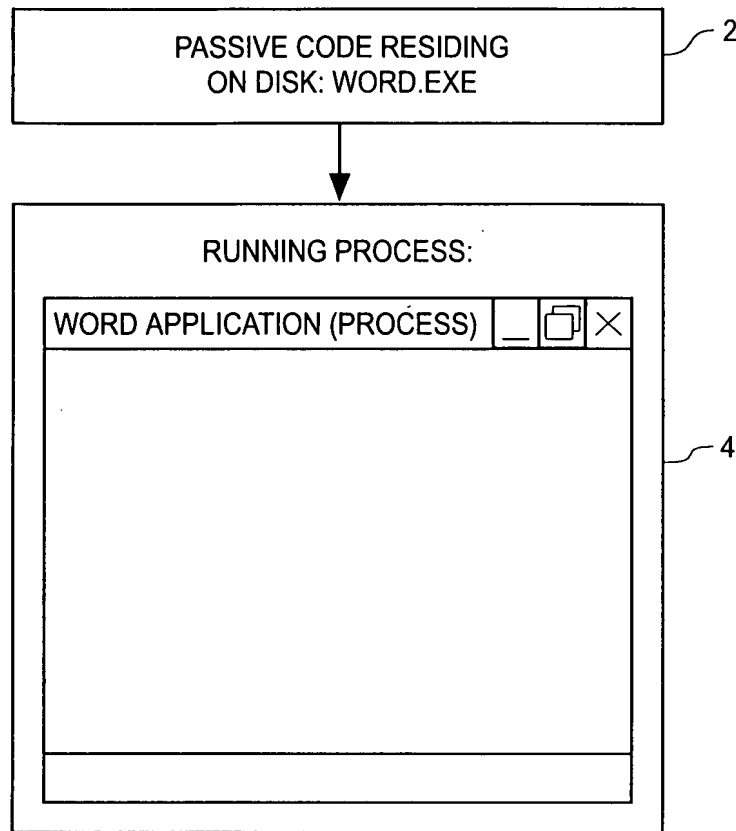 PASSIVE CODE RESIDING
ON DISK: WORD.EXE
2
RUNNING PROCESS:
WORD APPLICATION (PROCESS)
4